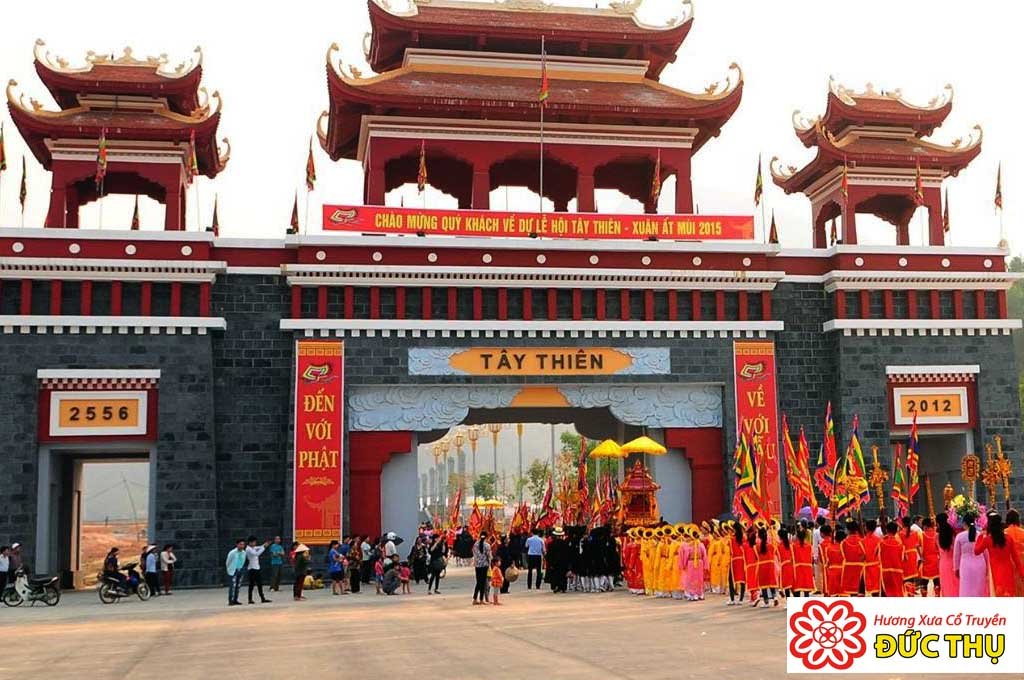 CHÀO MỪNG QUÝ KHÁCH VỀ DỰ LỄ HỘI TÂY THIÊN - XUÂN ẤT MÙI 2015
TÂY THIÊN
2556
2012
ĐẾN
VỚI
PHẬT
VỀ
VỚI
Hương Xưa Cổ Truyền
ĐỨC THỤ